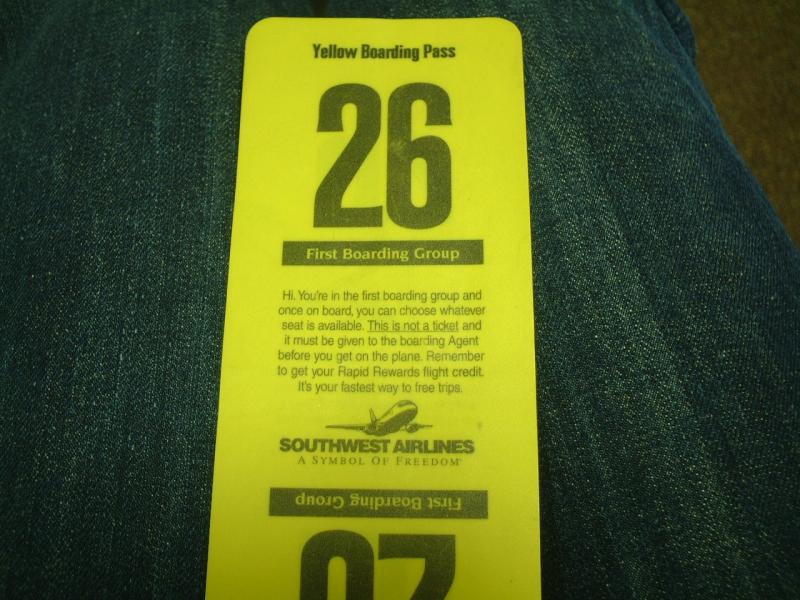 Yellow Boarding Pass
26
First Boarding Group
Hi. You're in the first boarding group and
once on board, you can choose whatever
seat is available. This is not a ticket and
it must be given to the boarding Agent
before you get on the plane. Remember
to get your Rapid Rewards flight credit.
It's your fastest way to free trips.
SOUTHWEST AIRLINES
A SYMBOL OF FREEDOM
First Boarding Group